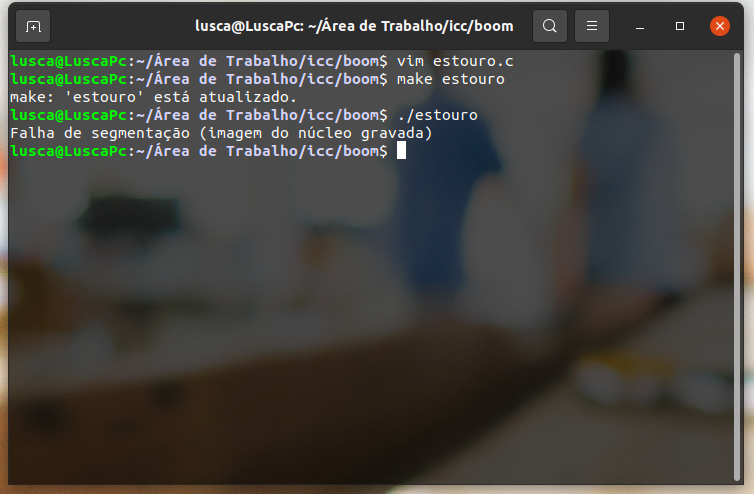 lusca@LuscaPc: ~/Área de Trabalho/icc/boom
lusca@LuscaPc:~/Área de Trabalho/icc/boom$ vim estouro.c
lusca@LuscaPc:~/Área de Trabalho/icc/boom$ make estouro
make: 'estouro' está atualizado.
lusca@LuscaPc:~/Área de Trabalho/icc/boom$ ./estouro
Falha de segmentação (imagem do núcleo gravada)
lusca@LuscaPc:~/Área de Trabalho/icc/boom$